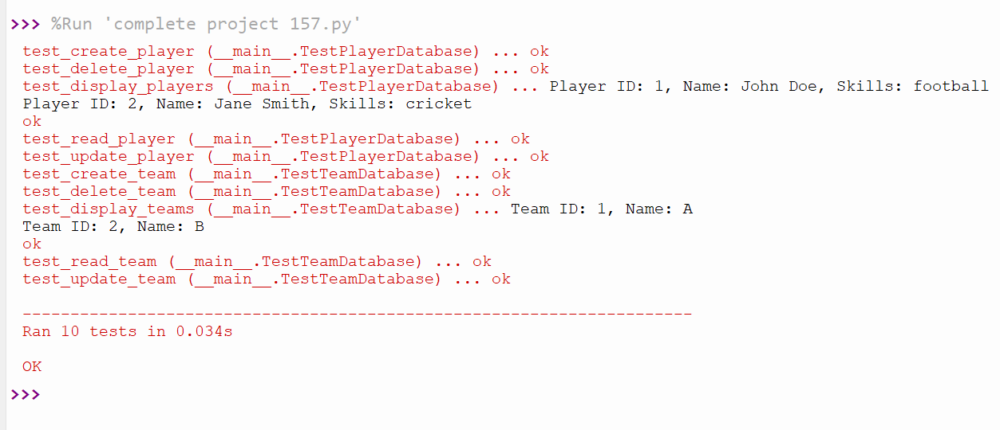 >>> %Run 'complete project 157.py'
test_create_player (__main__.TestPlayerDatabase) ... ok
test_delete_player (__main__.TestPlayerDatabase) ... ok
test_display_players (__main__.TestPlayerDatabase) ... Player ID: 1, Name: John Doe, Skills: football
Player ID: 2, Name: Jane Smith, Skills: cricket
ok
test_read_player (__main__.TestPlayerDatabase) ... ok
test_update_player (__main__.TestPlayerDatabase) ... ok
test_create_team (__main__.TestTeamDatabase) ... ok
test_delete_team (__main__.TestTeamDatabase) ... ok
test_display_teams (__main__.TestTeamDatabase) ... Team ID: 1, Name: A
Team ID: 2, Name: B
ok
test_read_team (__main__.TestTeamDatabase) ... ok
test_update_team (__main__.TestTeamDatabase) ... ok
----------------------------------------------------------------------
Ran 10 tests in 0.034s
OK
>>>